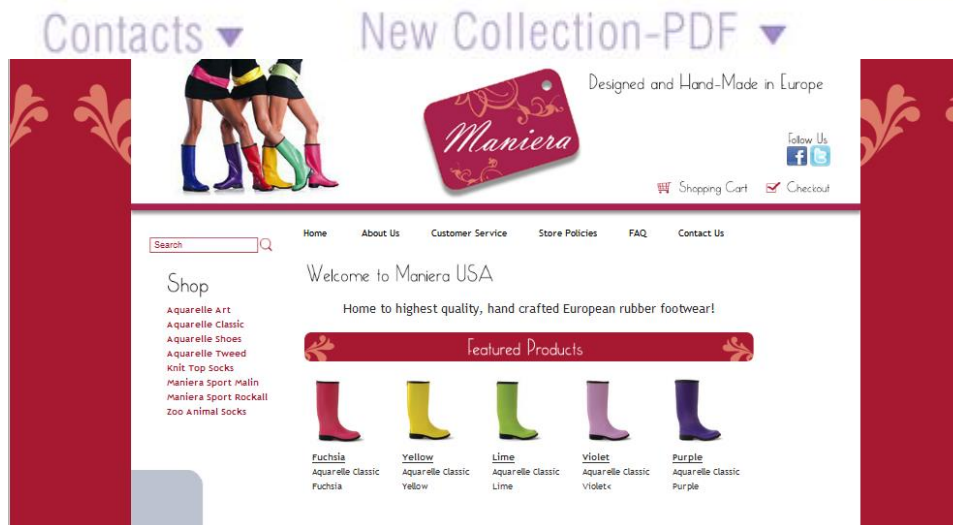 Contacts ▼ New Collection-PDF ▼
Designed and Hand-Made in Europe
Maniera
Follow Us
Shopping Cart Checkout
Search
Home About Us Customer Service Store Policies FAQ Contact Us
Welcome to Maniera USA
Home to highest quality, hand crafted European rubber footwear!
Shop
Aquarelle Art
Aquarelle Classic
Aquarelle Shoes
Aquarelle Tweed
Knit Top Socks
Maniera Sport Malin
Maniera Sport Rockall
Zoo Animal Socks
Featured Products
Fuchsia Yellow Lime Violet Purple
Aquarelle Classic Aquarelle Classic Aquarelle Classic Aquarelle Classic Aquarelle Classic
Fuchsia Yellow Lime Violet< Purple